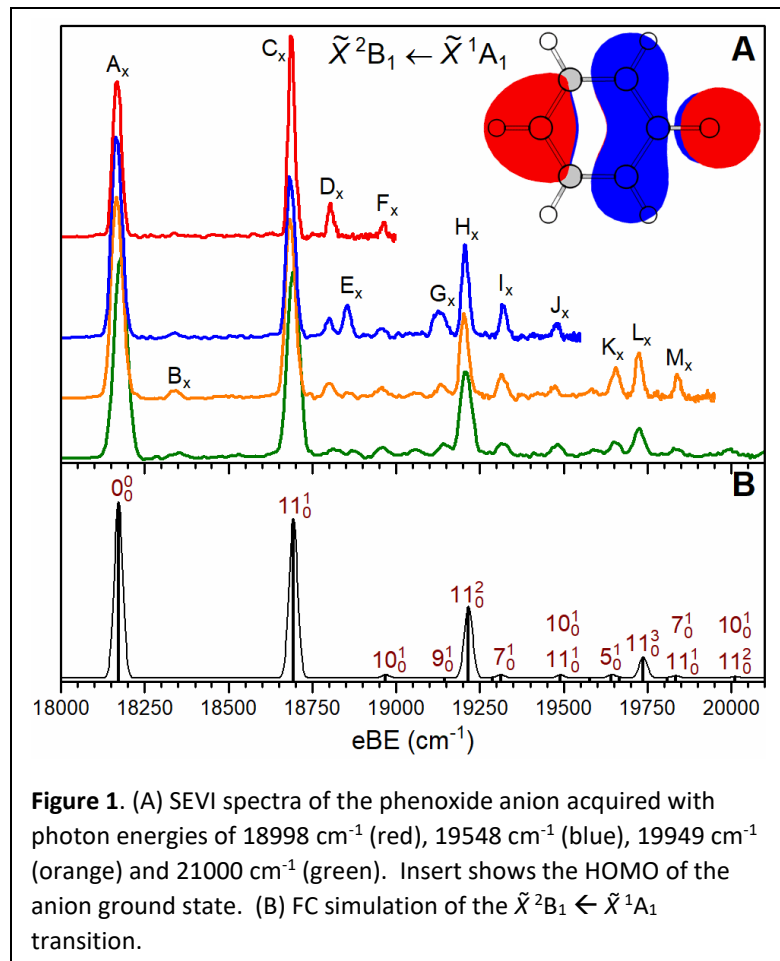 X̃ ²B₁ ← X̃ ¹A₁ A
Aₓ Cₓ
Dₓ Fₓ
Hₓ
Eₓ Gₓ Iₓ Jₓ
Bₓ Kₓ Lₓ Mₓ
B
0⁰₀ 11¹₀
11²₀
10¹₀ 7¹₀ 10¹₀
10¹₀ 9¹₀ 7¹₀ 11¹₀ 5¹₀ 11³₀ 11¹₀ 11²₀
18000 18250 18500 18750 19000 19250 19500 19750 20000
eBE (cm⁻¹)
Figure 1. (A) SEVI spectra of the phenoxide anion acquired with
photon energies of 18998 cm⁻¹ (red), 19548 cm⁻¹ (blue), 19949 cm⁻¹
(orange) and 21000 cm⁻¹ (green). Insert shows the HOMO of the
anion ground state. (B) FC simulation of the X̃ ²B₁ ← X̃ ¹A₁
transition.